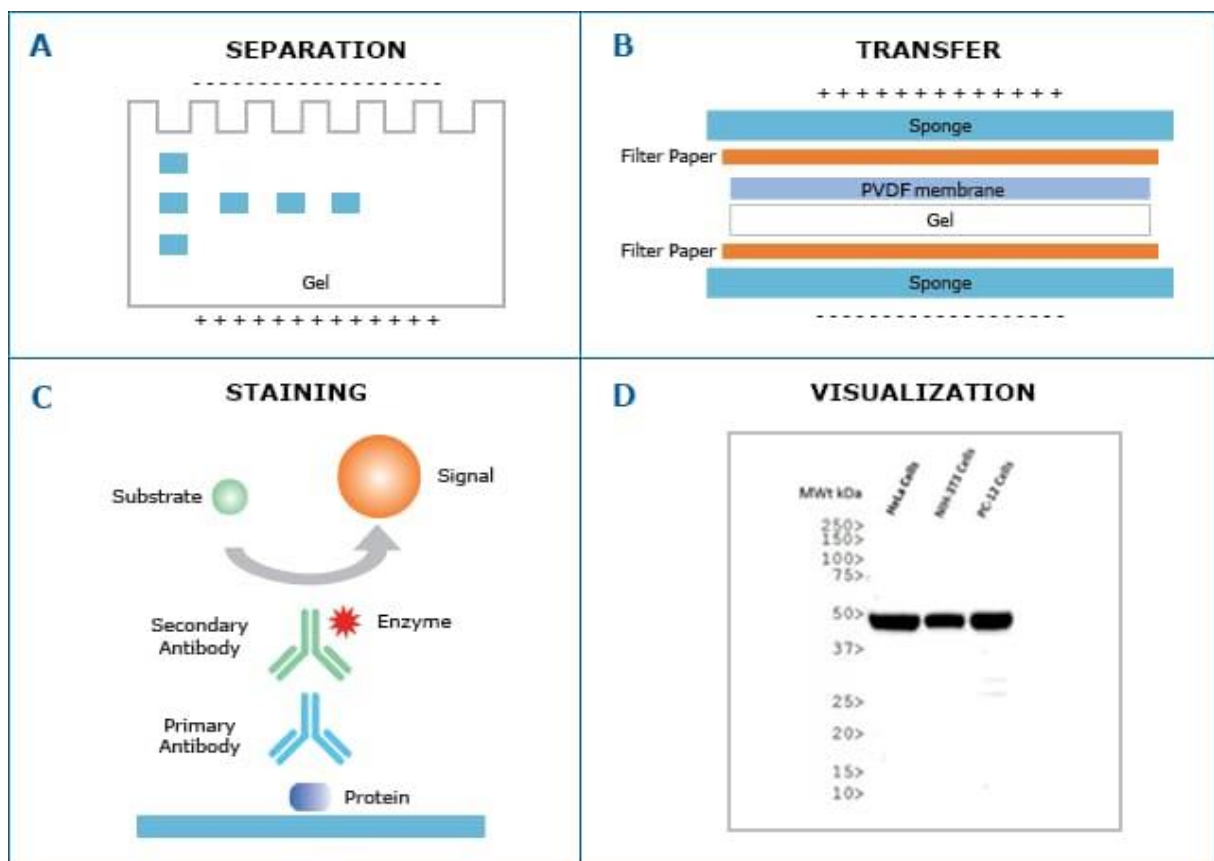 A
SEPARATION
- - - - - - - - - - - - - - - - - - -
Gel
+ + + + + + + + + + + + +
B
TRANSFER
+ + + + + + + + + + + + +
Sponge
Filter Paper
PVDF membrane
Gel
Filter Paper
Sponge
- - - - - - - - - - - - - - - - - - -
C
STAINING
Signal
Substrate
Enzyme
Secondary
Antibody
Primary
Antibody
Protein
D
VISUALIZATION
MWt kDa
HeLa Cells
NIH-3T3 Cells
PC-12 Cells
250>
150>
100>
75>
50>
37>
25>
20>
15>
10>